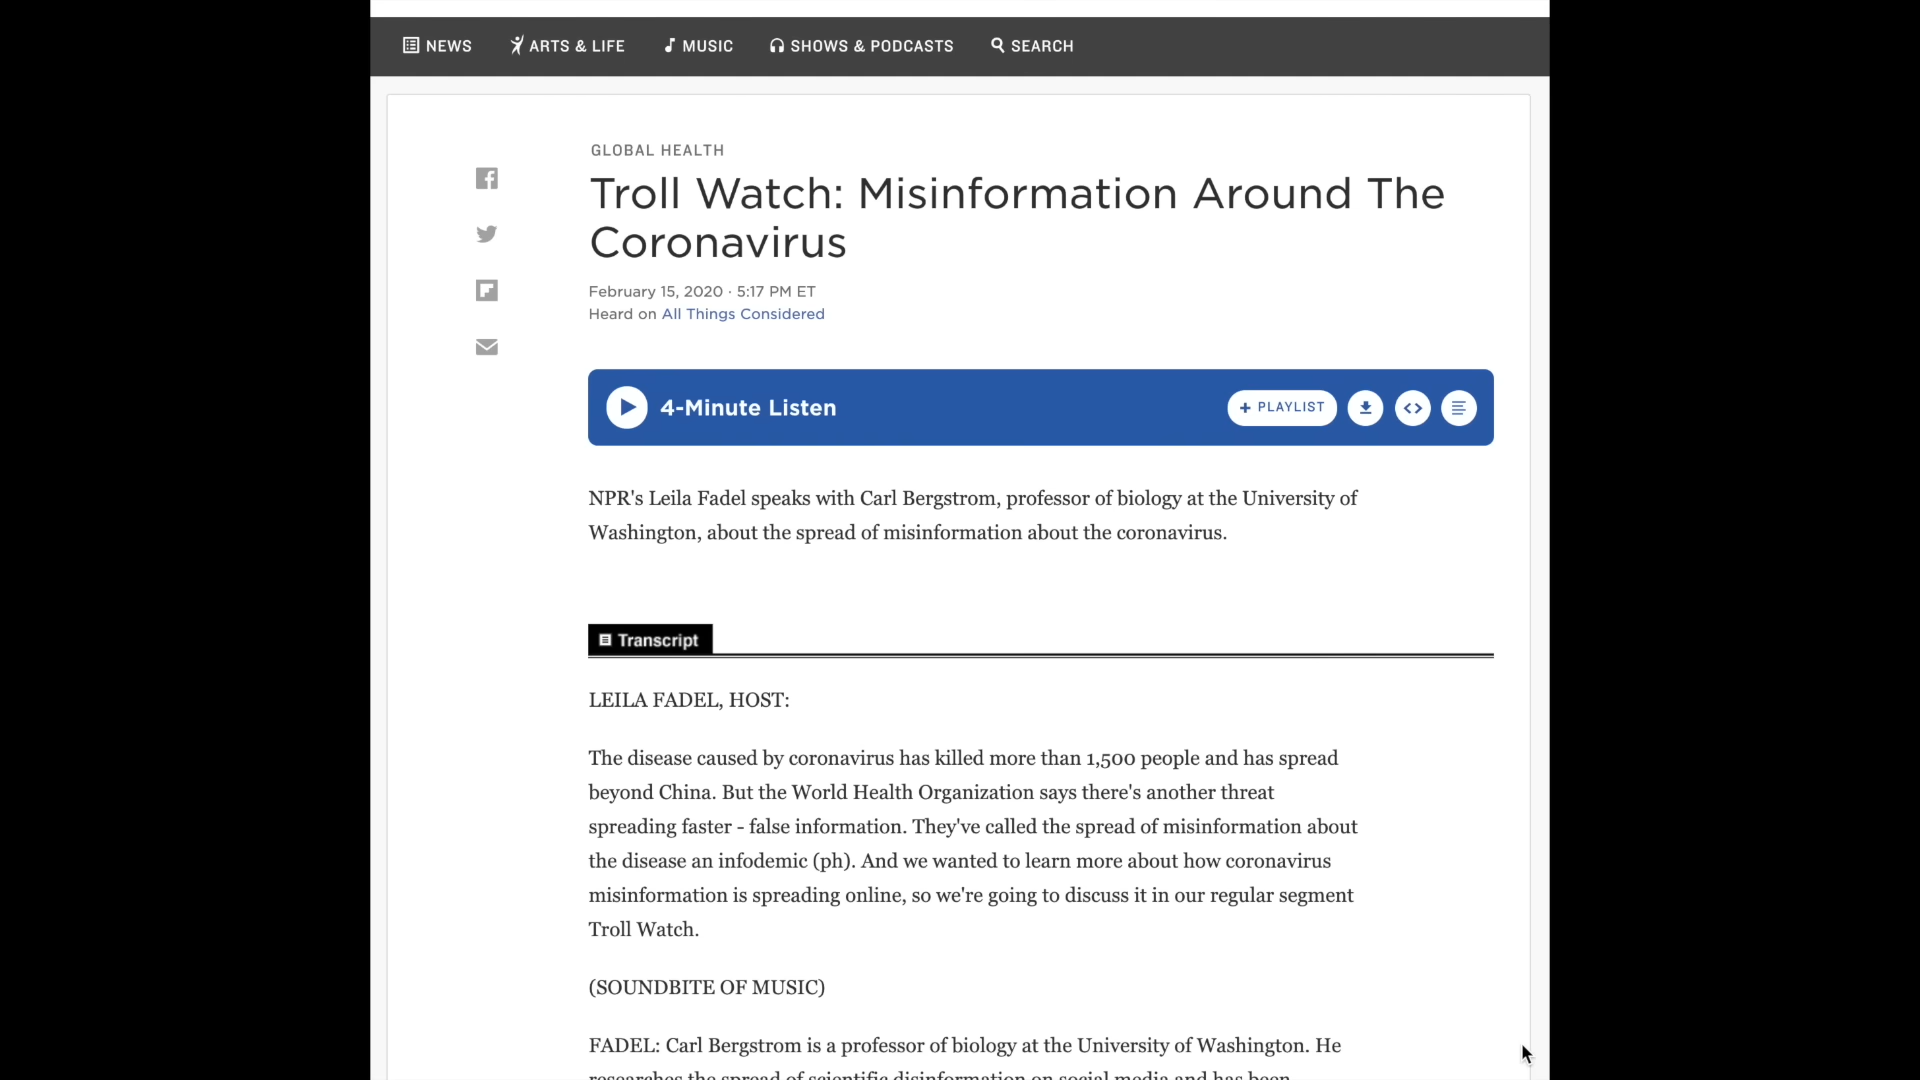 NEWS ARTS & LIFE MUSIC SHOWS & PODCASTS SEARCH
GLOBAL HEALTH
Troll Watch: Misinformation Around The
Coronavirus
February 15, 2020 · 5:17 PM ET
Heard on All Things Considered
4-Minute Listen + PLAYLIST
NPR's Leila Fadel speaks with Carl Bergstrom, professor of biology at the University of
Washington, about the spread of misinformation about the coronavirus.
Transcript
LEILA FADEL, HOST:
The disease caused by coronavirus has killed more than 1,500 people and has spread
beyond China. But the World Health Organization says there's another threat
spreading faster - false information. They've called the spread of misinformation about
the disease an infodemic (ph). And we wanted to learn more about how coronavirus
misinformation is spreading online, so we're going to discuss it in our regular segment
Troll Watch.
(SOUNDBITE OF MUSIC)
FADEL: Carl Bergstrom is a professor of biology at the University of Washington. He
researches the spread of scientific disinformation on social media and has been